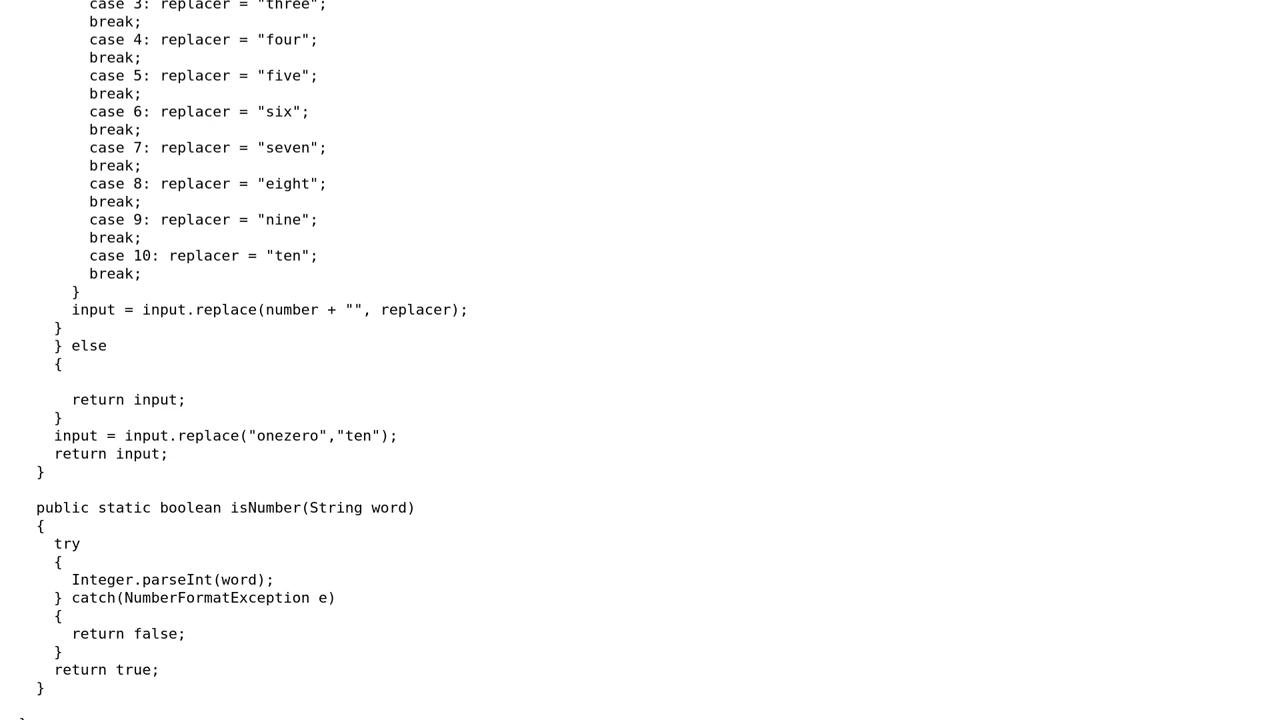 case 3: replacer = "three";
break;
case 4: replacer = "four";
break;
case 5: replacer = "five";
break;
case 6: replacer = "six";
break;
case 7: replacer = "seven";
break;
case 8: replacer = "eight";
break;
case 9: replacer = "nine";
break;
case 10: replacer = "ten";
break;
}
input = input.replace(number + "", replacer);
}
} else
{
return input;
}
input = input.replace("onezero","ten");
return input;
}
public static boolean isNumber(String word)
{
try
{
Integer.parseInt(word);
} catch(NumberFormatException e)
{
return false;
}
return true;
}
}